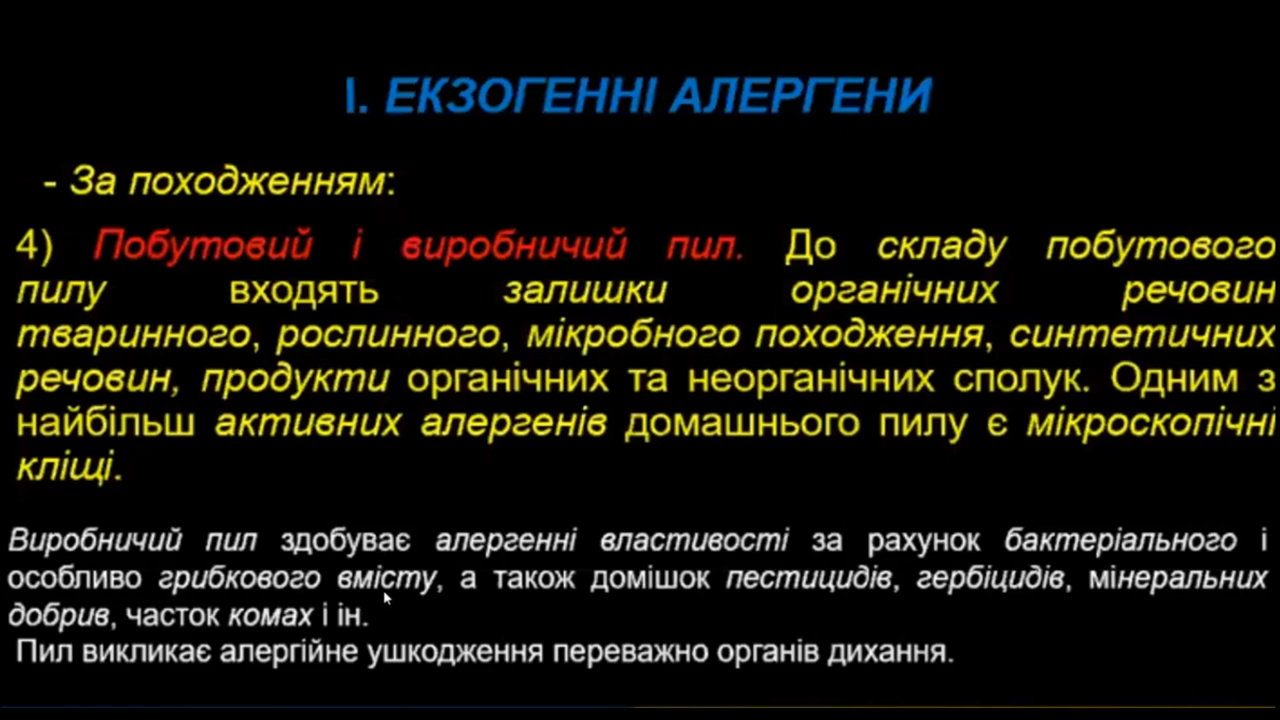 І. ЕКЗОГЕННІ АЛЕРГЕНИ
- За походженням:
4) Побутовий і виробничий пил. До складу побутового
пилу входять залишки органічних речовин
тваринного, рослинного, мікробного походження, синтетичних
речовин, продукти органічних та неорганічних сполук. Одним з
найбільш активних алергенів домашнього пилу є мікроскопічні
кліщі.
Виробничий пил здобуває алергенні властивості за рахунок бактеріального і
особливо грибкового вмісту, а також домішок пестицидів, гербіцидів, мінеральних
добрив, часток комах і ін.
Пил викликає алергійне ушкодження переважно органів дихання.